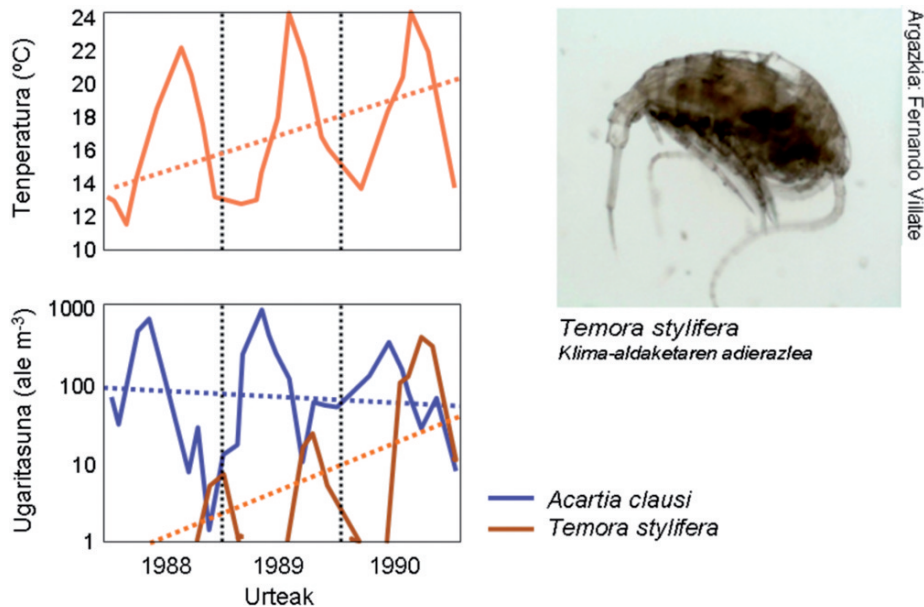 Tenperatura (ºC)
24
22
20
18
16
14
12
10
Argazkia: Fernando Villate
Temora stylifera
Klima-aldaketaren adierazlea
Ugaritasuna (ale m⁻³)
1000
100
10
1
1988 1989 1990
Urteak
Acartia clausi
Temora stylifera